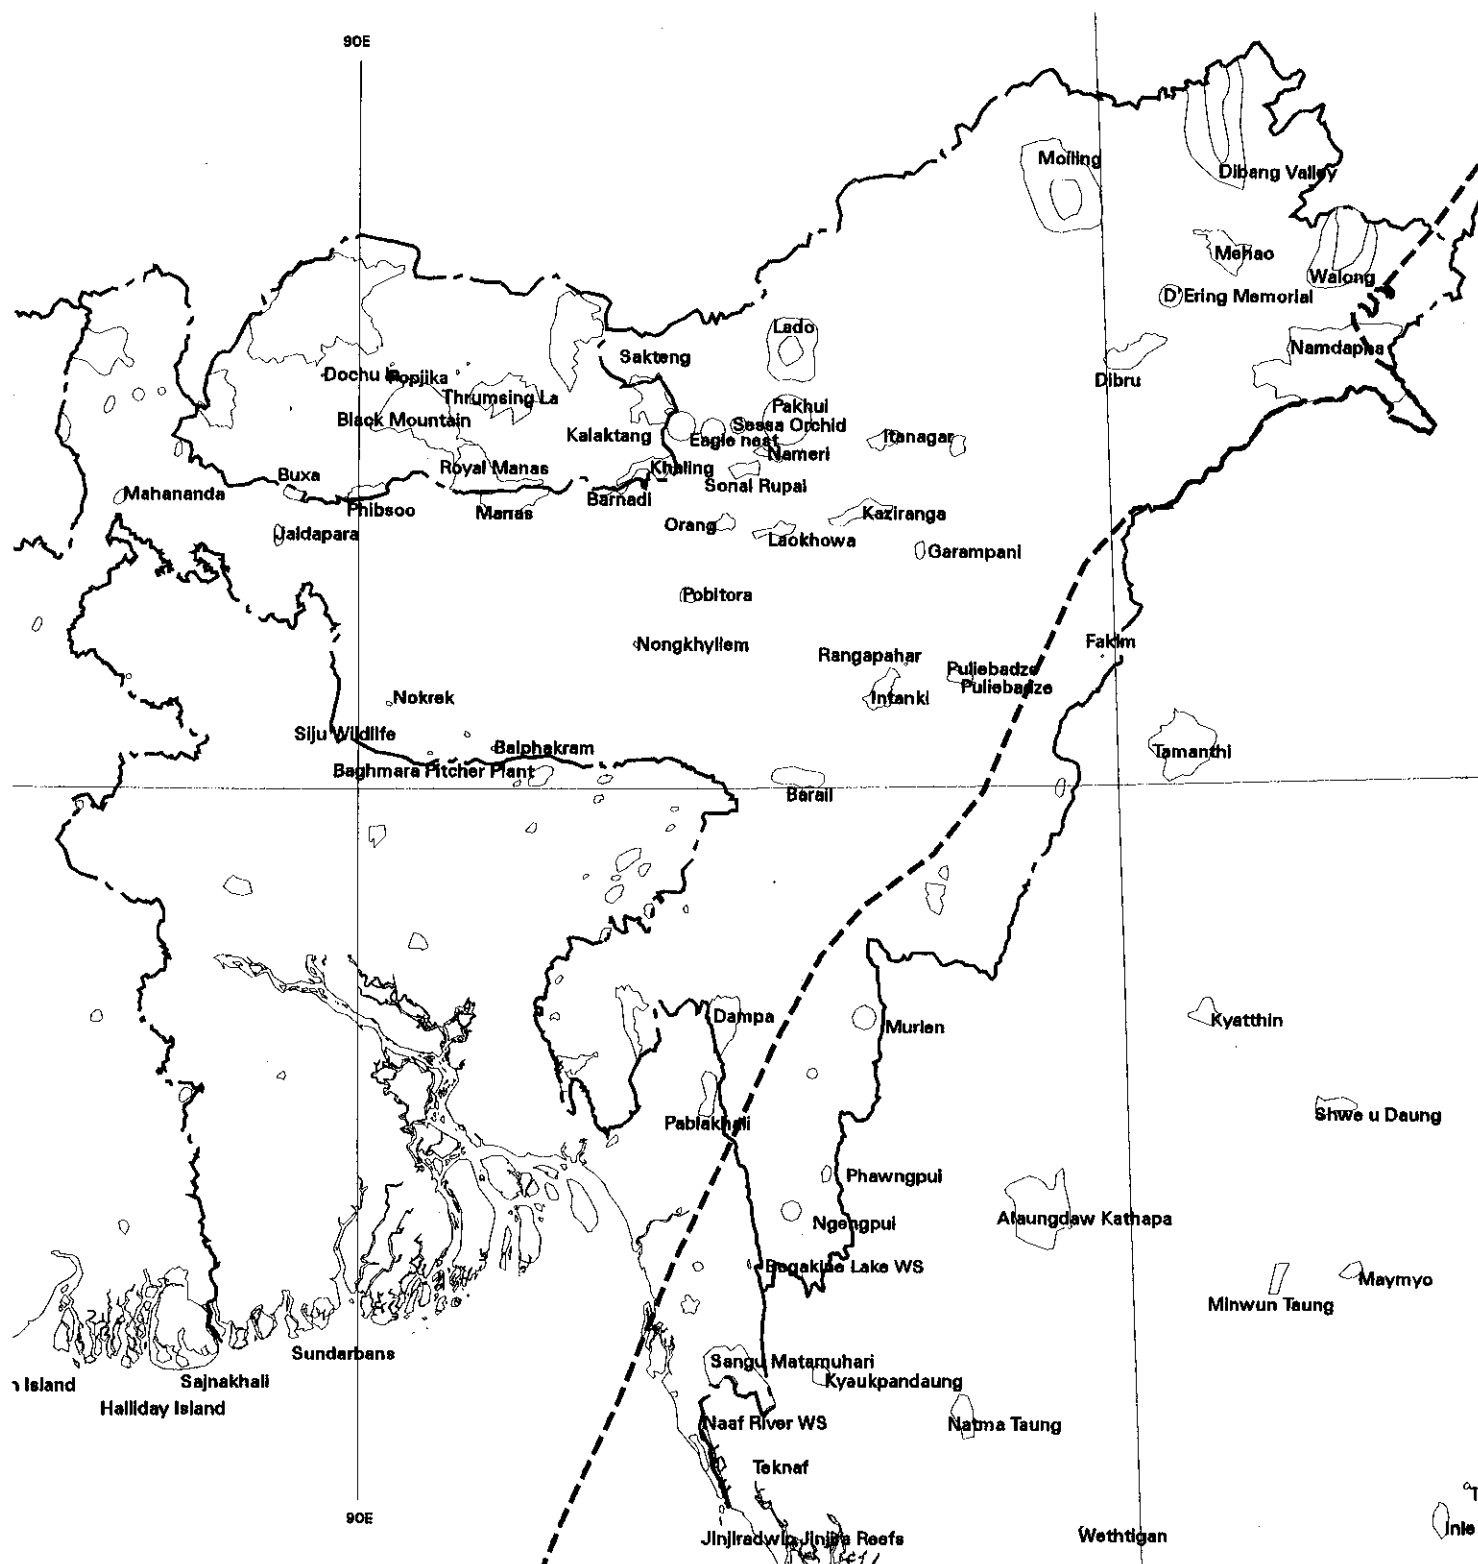 90E
Moiling
Dibang Valley
Mehao
Walong
D'Ering Memorial
Lado
Namdapha
Sakteng
Dochu la
Popjika
Dibru
Thrumsing La
Pakhui
Black Mountain
Sessa Orchid
Kalaktang
Eagle nest
Itanagar
Nameri
Royal Manas
Khaling
Buxa
Sonai Rupai
Mahananda
Barnadi
Phibsoo
Manas
Kaziranga
Orang
Jaldapara
Laokhowa
Garampani
Pobitora
Nongkhyllem
Fakim
Rangapahar
Puliebadze
Puliebadze
Nokrek
Intanki
Siju Wildlife
Balphakram
Tamanthi
Baghmara Pitcher Plant
Barail
Dampa
Murlen
Kyatthin
Shwe u Daung
Pablakhali
Phawngpui
Ngengpui
Alaungdaw Kathapa
Bogakine Lake WS
Maymyo
Minwun Taung
Sundarbans
Sangu Matamuhari
n Island
Sajnakhali
Kyaukpandaung
Halliday Island
Naaf River WS
Natma Taung
Teknaf
90E
Inle
Jinjiradwip Jinjira Reefs
Wethtigan